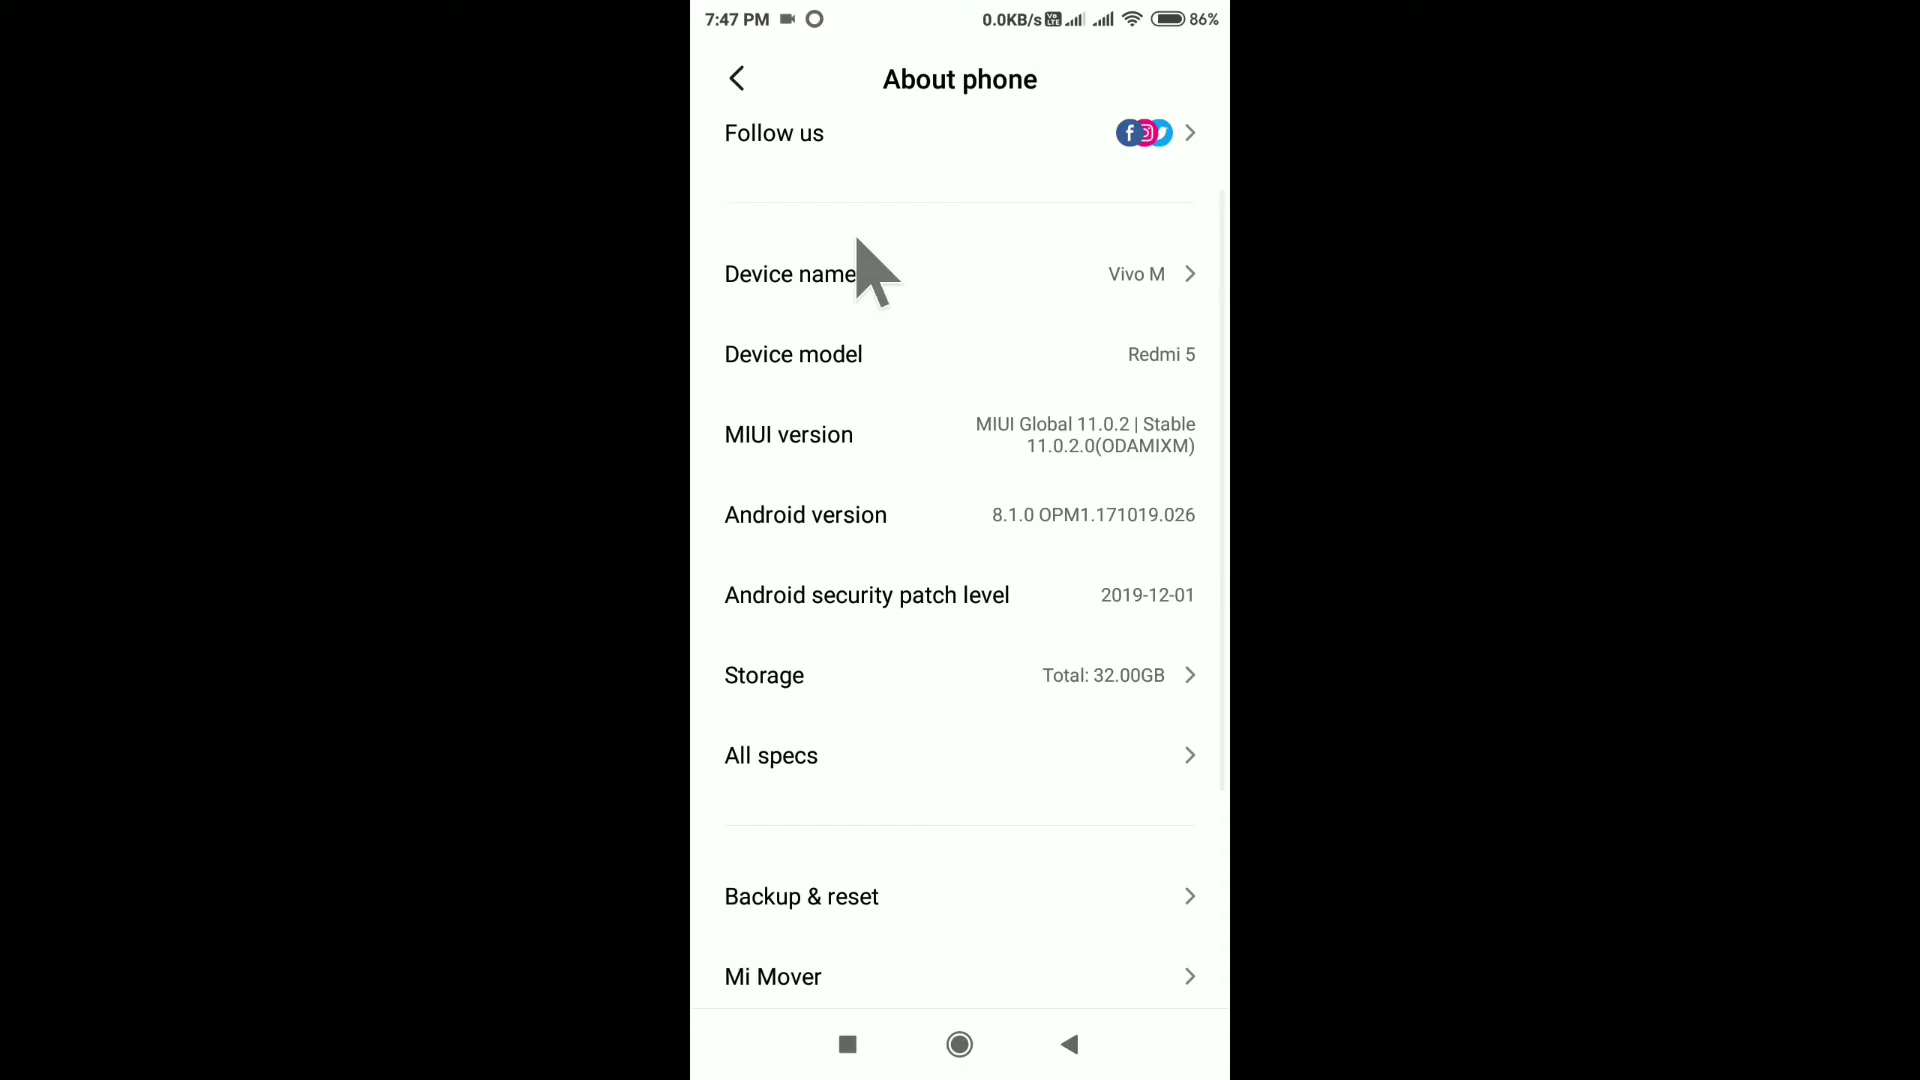 7:47 PM 0.0KB/s Vo LTE 86%
About phone
Follow us
Device name Vivo M
Device model Redmi 5
MIUI version MIUI Global 11.0.2 | Stable
11.0.2.0(ODAMIXM)
Android version 8.1.0 OPM1.171019.026
Android security patch level 2019-12-01
Storage Total: 32.00GB
All specs
Backup & reset
Mi Mover